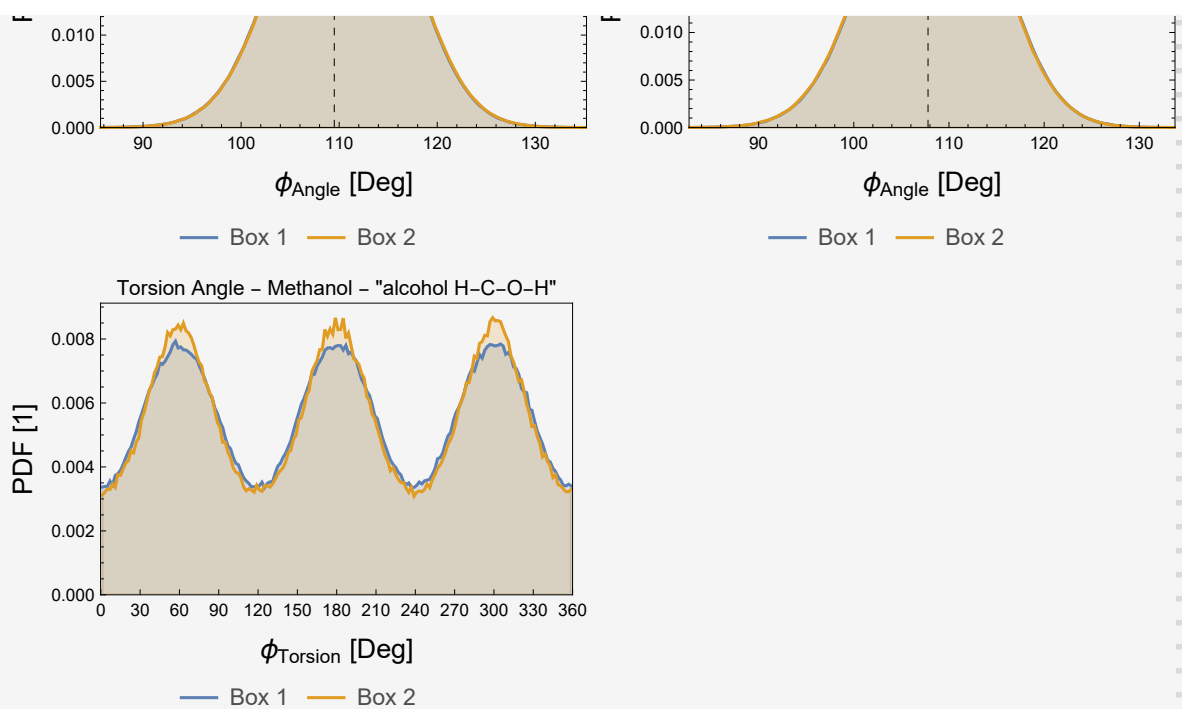 0.010
0.005
0.000
90 100 110 120 130
ϕAngle [Deg]
Box 1 Box 2
0.010
0.005
0.000
90 100 110 120 130
ϕAngle [Deg]
Box 1 Box 2
Torsion Angle – Methanol – "alcohol H–C–O–H"
PDF [1]
0.008
0.006
0.004
0.002
0.000
0 30 60 90 120 150 180 210 240 270 300 330 360
ϕTorsion [Deg]
Box 1 Box 2